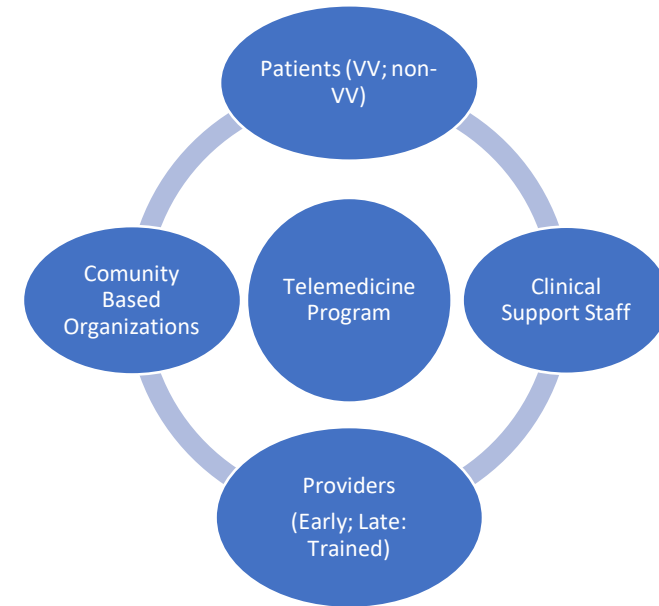 Patients (VV; non-
VV)
Comunity
Based
Organizations
Telemedicine
Program
Clinical
Support Staff
Providers
(Early; Late:
Trained)